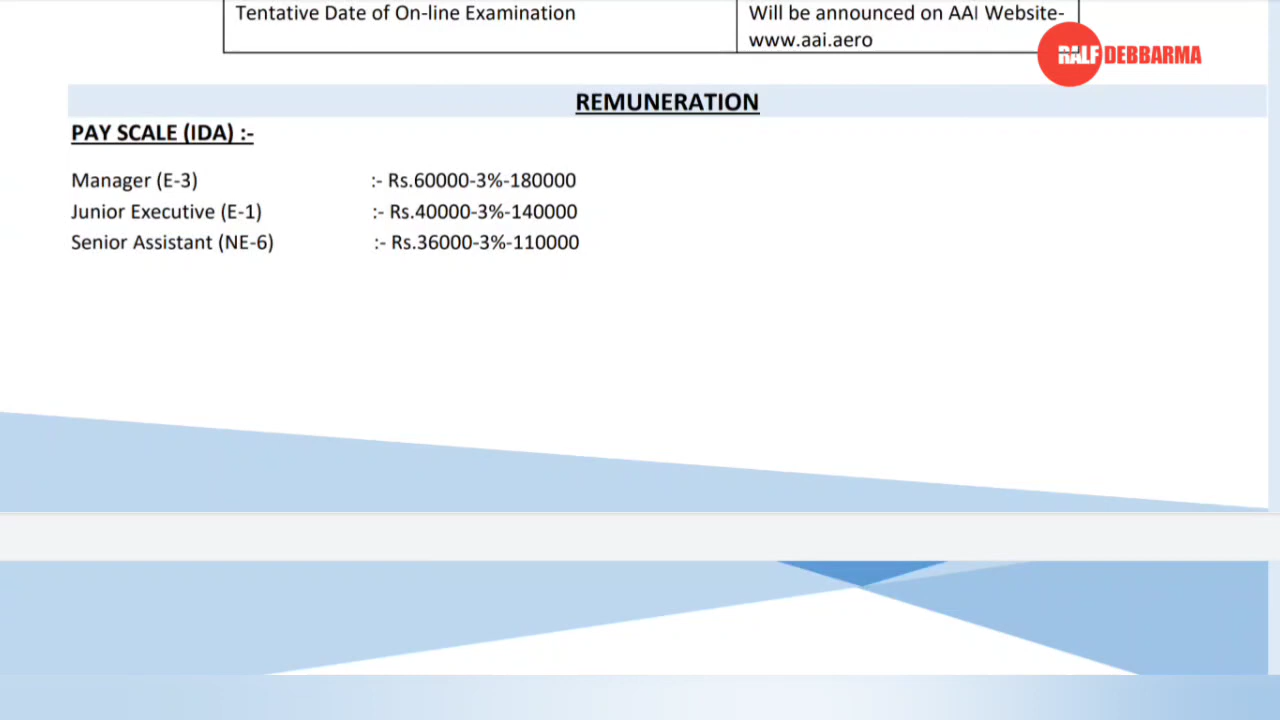 Tentative Date of On-line Examination
Will be announced on AAI Website-
www.aai.aero
RALF DEBBARMA
REMUNERATION
PAY SCALE (IDA) :-
Manager (E-3) :- Rs.60000-3%-180000
Junior Executive (E-1) :- Rs.40000-3%-140000
Senior Assistant (NE-6) :- Rs.36000-3%-110000